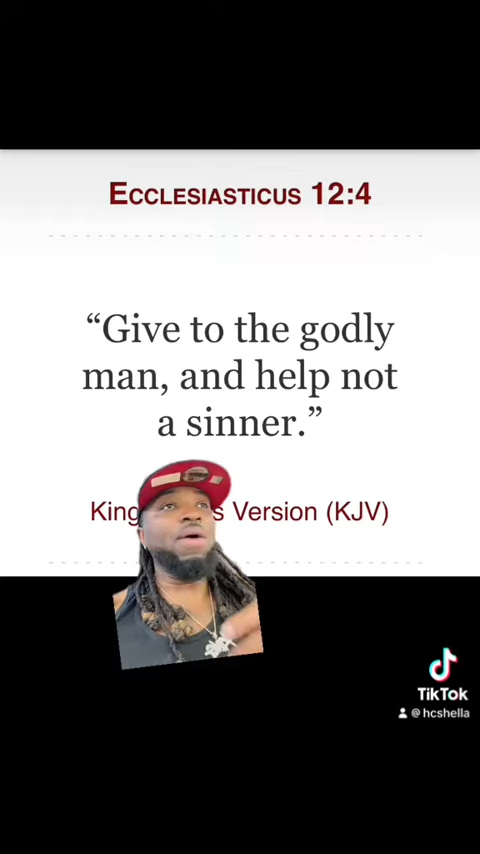 ECCLESIASTICUS 12:4
“Give to the godly
man, and help not
a sinner.”
King s Version (KJV)
TikTok
@hcshella